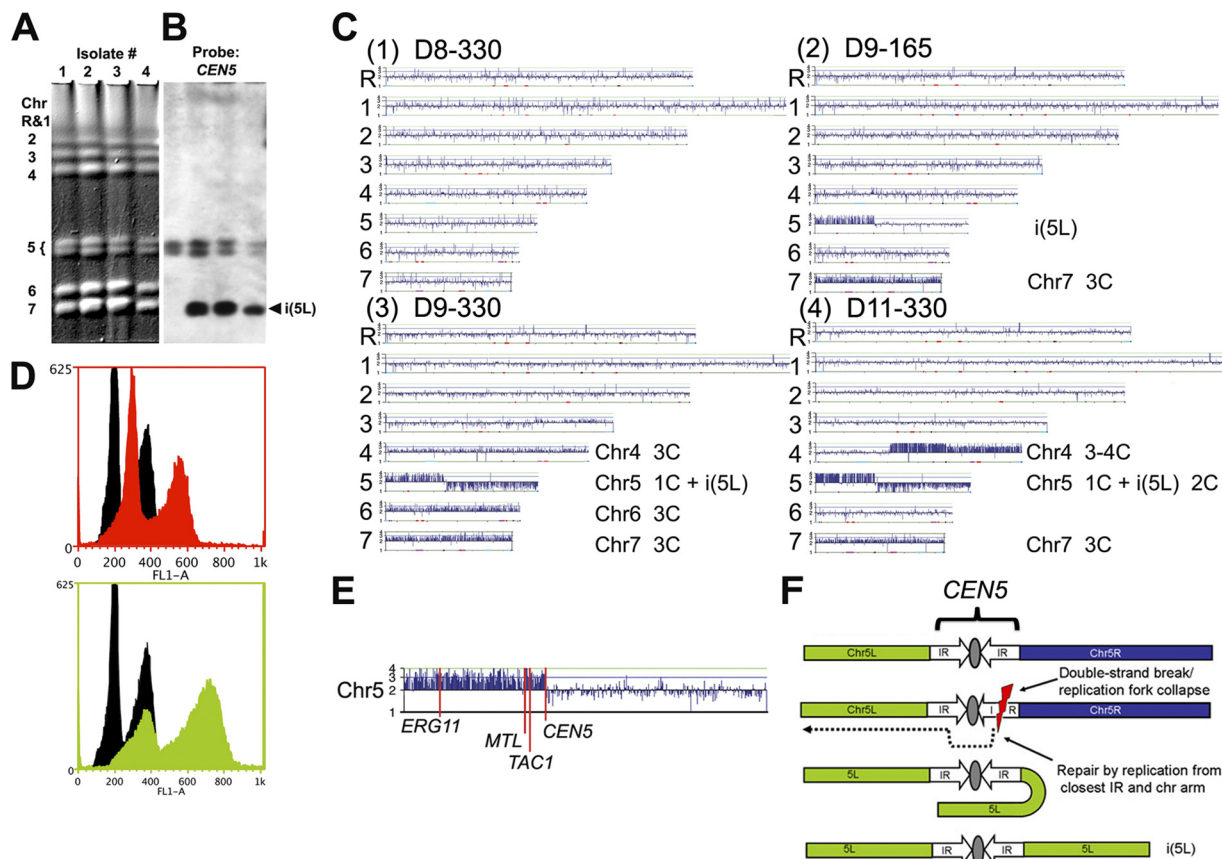 A
Isolate #
1 2 3 4
Chr
R&1
2
3
4
5 {
6
7
B
Probe:
CEN5
i(5L)
C
(1) D8-330
R
1
2
3
4
5
6
7
(2) D9-165
R
1
2
3
4
5 i(5L)
6
7 Chr7 3C
(3) D9-330
R
1
2
3
4 Chr4 3C
5 Chr5 1C + i(5L)
6 Chr6 3C
7 Chr7 3C
(4) D11-330
R
1
2
3
4 Chr4 3-4C
5 Chr5 1C + i(5L) 2C
6
7 Chr7 3C
D
625
0
0 200 400 600 800 1k
FL1-A
625
0
0 200 400 600 800 1k
FL1-A
E
4
3
2
1
Chr5
ERG11
MTL
TAC1
CEN5
F
CEN5
Chr5L IR IR Chr5R
Double-strand break/
replication fork collapse
Chr5L IR I R Chr5R
Repair by replication from
closest IR and chr arm
5L IR IR
5L
i(5L)
5L IR IR 5L